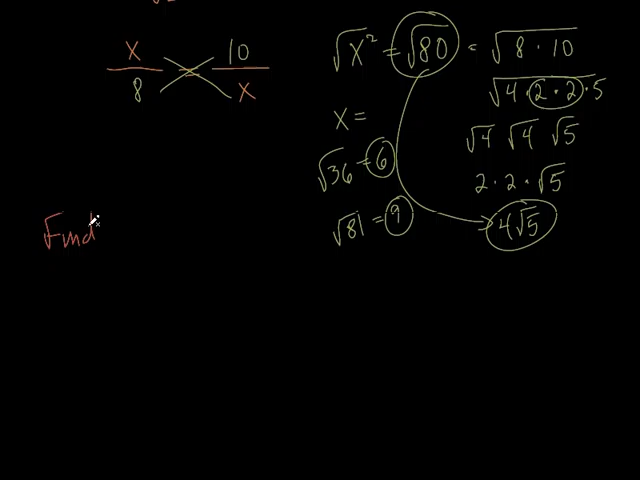 x/8 = 10/x
√x² = √80 = √8 · 10
√4 · 2 · 2 · 5
x =
√4 √4 √5
√36 = 6
2 · 2 · √5
√81 = 9
4√5
Find